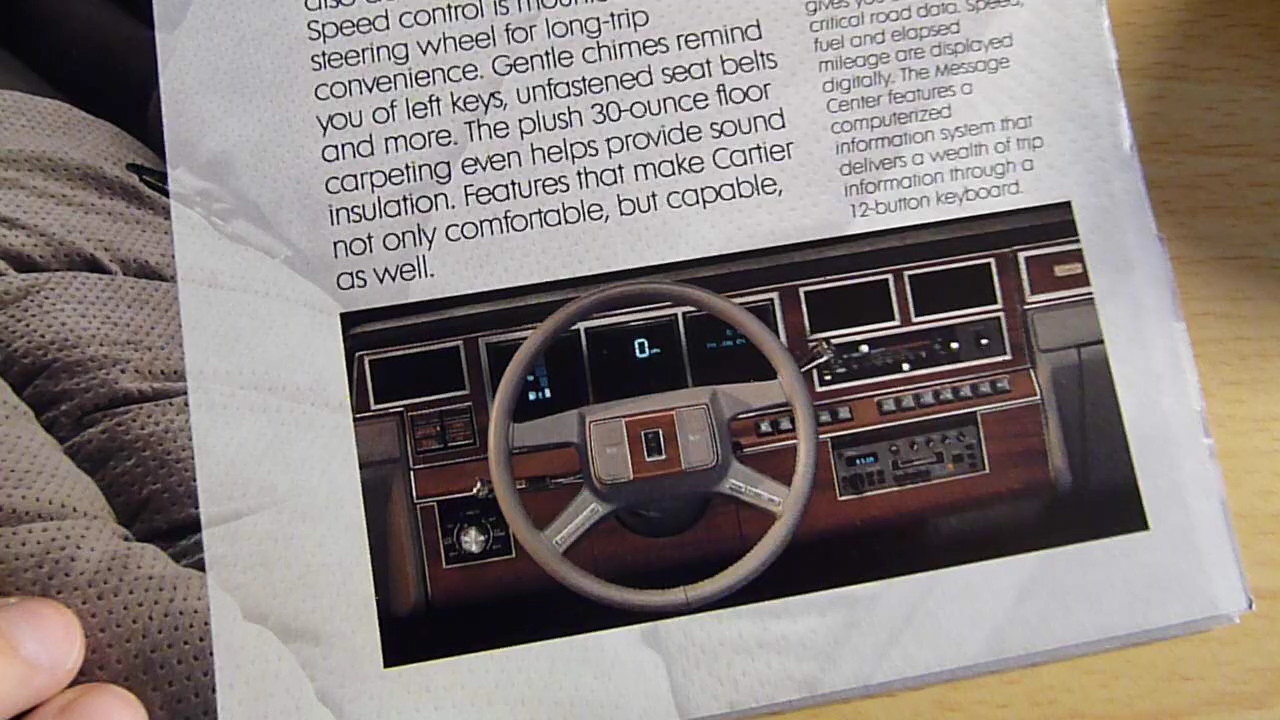 Speed control is
steering wheel for long-trip
convenience. Gentle chimes remind
you of left keys, unfastened seat belts
and more. The plush 30-ounce floor
carpeting even helps provide sound
insulation. Features that make Cartier
not only comfortable, but capable,
as well.
gives you
critical road data. Speed,
fuel and elapsed
mileage are displayed
digitally. The Message
Center features a
computerized
information system that
delivers a wealth of trip
information through a
12-button keyboard.
0